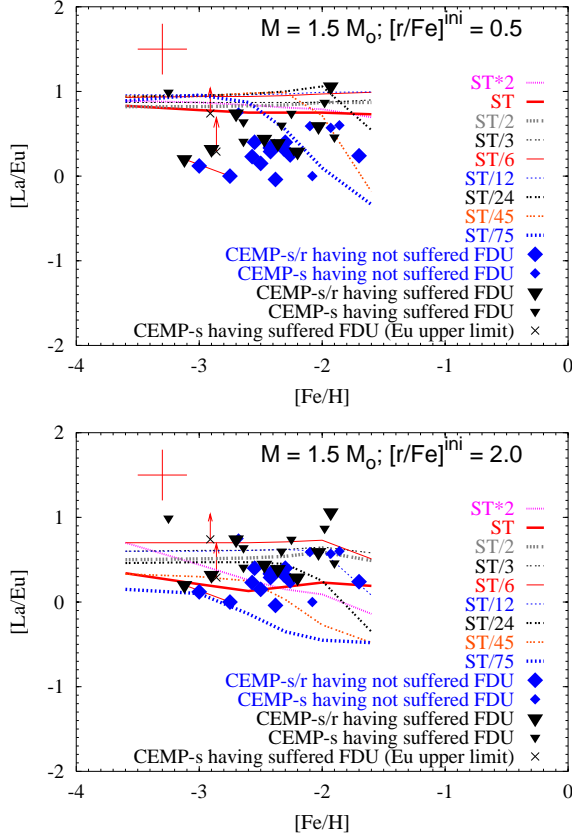 M = 1.5 Mo; [r/Fe]ini = 0.5
2
1
0
-1
-2
[La/Eu]
ST*2
ST
ST/2
ST/3
ST/6
ST/12
ST/24
ST/45
ST/75
CEMP-s/r having not suffered FDU
CEMP-s having not suffered FDU
CEMP-s/r having suffered FDU
CEMP-s having suffered FDU
CEMP-s having suffered FDU (Eu upper limit)
-4 -3 -2 -1 0
[Fe/H]
M = 1.5 Mo; [r/Fe]ini = 2.0
2
1
0
-1
-2
[La/Eu]
ST*2
ST
ST/2
ST/3
ST/6
ST/12
ST/24
ST/45
ST/75
CEMP-s/r having not suffered FDU
CEMP-s having not suffered FDU
CEMP-s/r having suffered FDU
CEMP-s having suffered FDU
CEMP-s having suffered FDU (Eu upper limit)
-4 -3 -2 -1 0
[Fe/H]